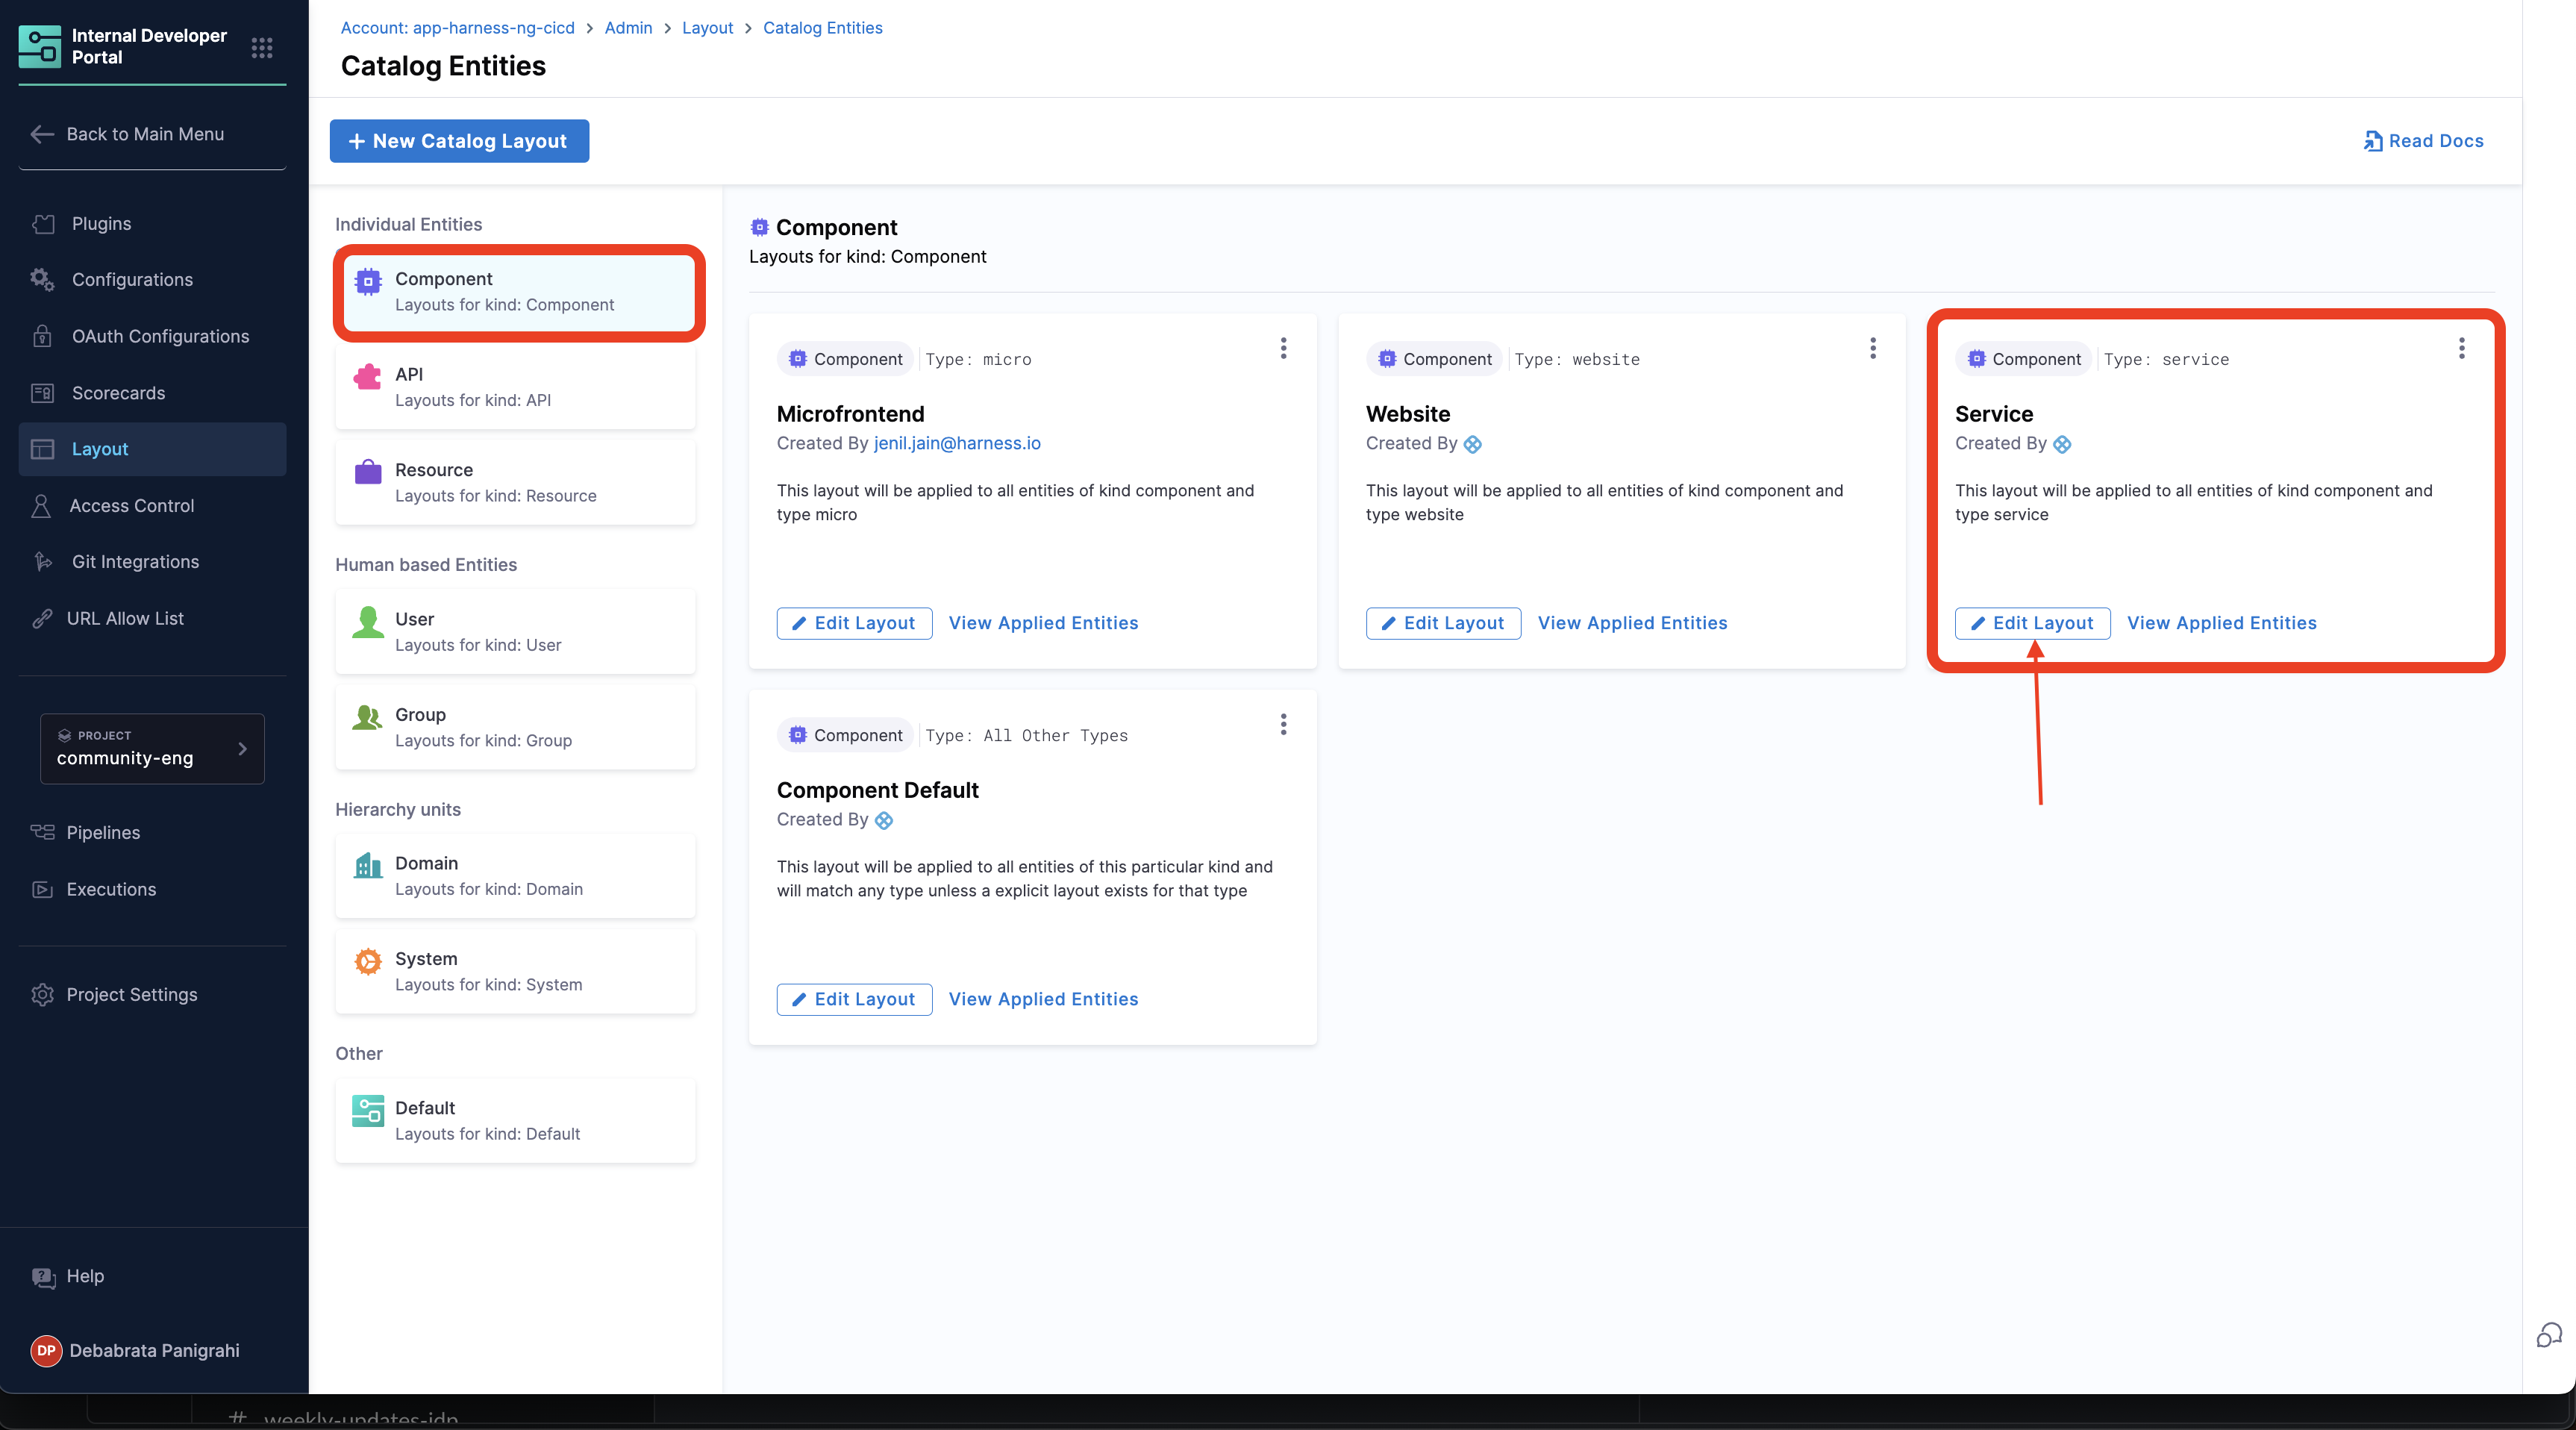 Internal Developer
Portal
Back to Main Menu
Plugins
Configurations
OAuth Configurations
Scorecards
Layout
Access Control
Git Integrations
URL Allow List
PROJECT
community-eng
Pipelines
Executions
Project Settings
Help
DP Debabrata Panigrahi
Account: app-harness-ng-cicd > Admin > Layout > Catalog Entities
Catalog Entities
+ New Catalog Layout
Read Docs
Individual Entities
Component
Layouts for kind: Component
API
Layouts for kind: API
Resource
Layouts for kind: Resource
Human based Entities
User
Layouts for kind: User
Group
Layouts for kind: Group
Hierarchy units
Domain
Layouts for kind: Domain
System
Layouts for kind: System
Other
Default
Layouts for kind: Default
Component
Layouts for kind: Component
Component Type: micro
Microfrontend
Created By jenil.jain@harness.io
This layout will be applied to all entities of kind component and
type micro
Edit Layout View Applied Entities
Component Type: website
Website
Created By
This layout will be applied to all entities of kind component and
type website
Edit Layout View Applied Entities
Component Type: service
Service
Created By
This layout will be applied to all entities of kind component and
type service
Edit Layout View Applied Entities
Component Type: All Other Types
Component Default
Created By
This layout will be applied to all entities of this particular kind and
will match any type unless a explicit layout exists for that type
Edit Layout View Applied Entities
# weekly-updates-idp